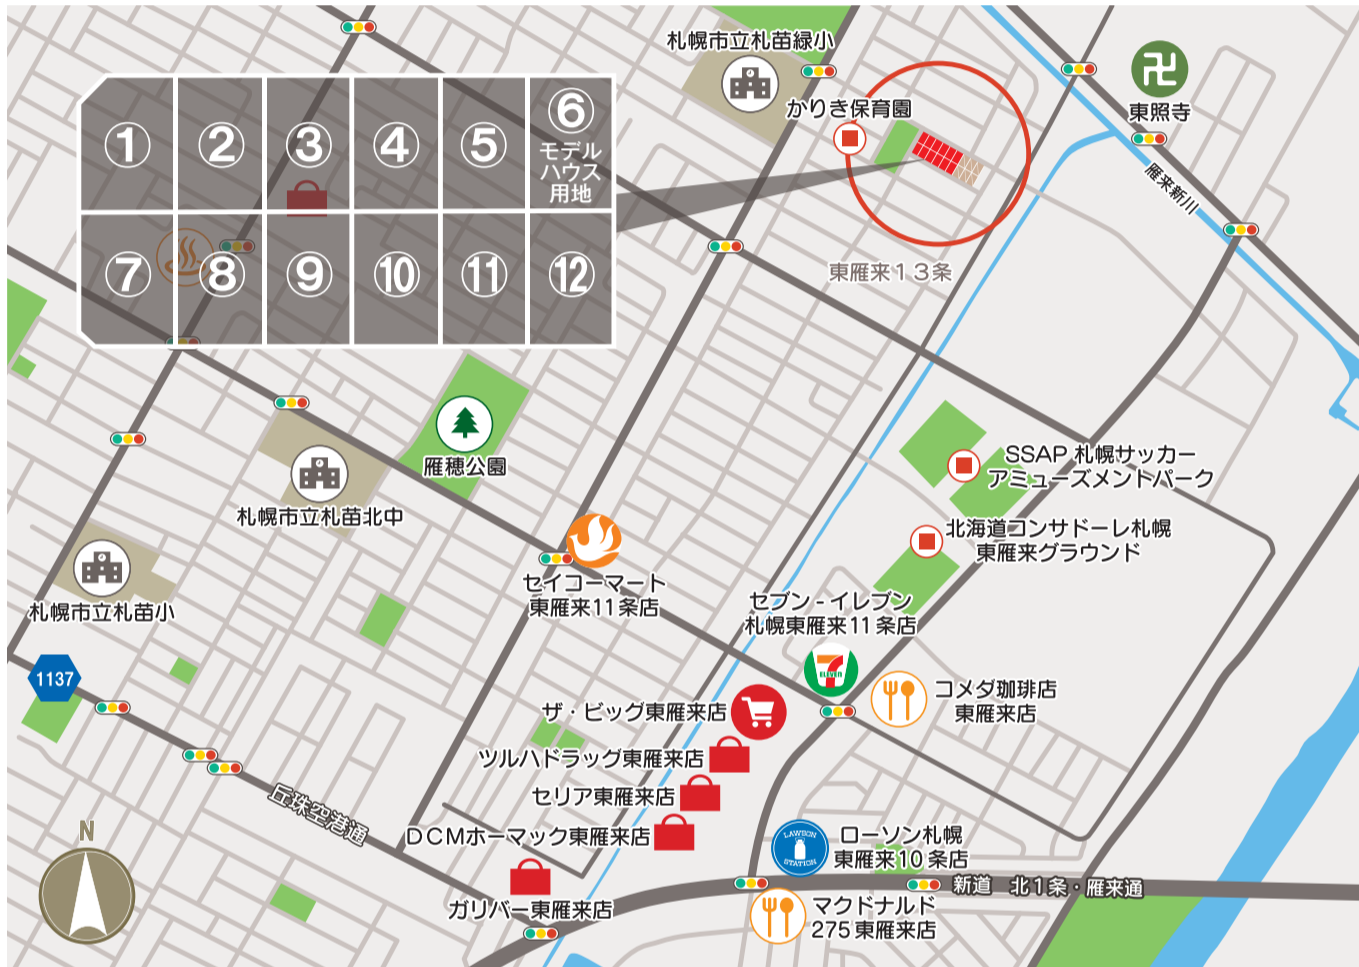 札幌市立札苗緑小
かりき保育園
東照寺
①
②
③
④
⑤
⑥
モデル
ハウス
用地
⑦
⑧
⑨
⑩
⑪
⑫
雁来新川
東雁来13条
雁穂公園
札幌市立札苗北中
札幌市立札苗小
SSAP 札幌サッカー
アミューズメントパーク
北海道コンサドーレ札幌
東雁来グラウンド
セイコーマート
東雁来11条店
セブン-イレブン
札幌東雁来11条店
7
ELEVEN
コメダ珈琲店
東雁来店
1137
ザ・ビッグ東雁来店
ツルハドラッグ東雁来店
セリア東雁来店
DCMホーマック東雁来店
丘珠空港通
N
LAWSON
STATION
ローソン札幌
東雁来10条店
新道 北1条・雁来通
ガリバー東雁来店
マクドナルド
275東雁来店